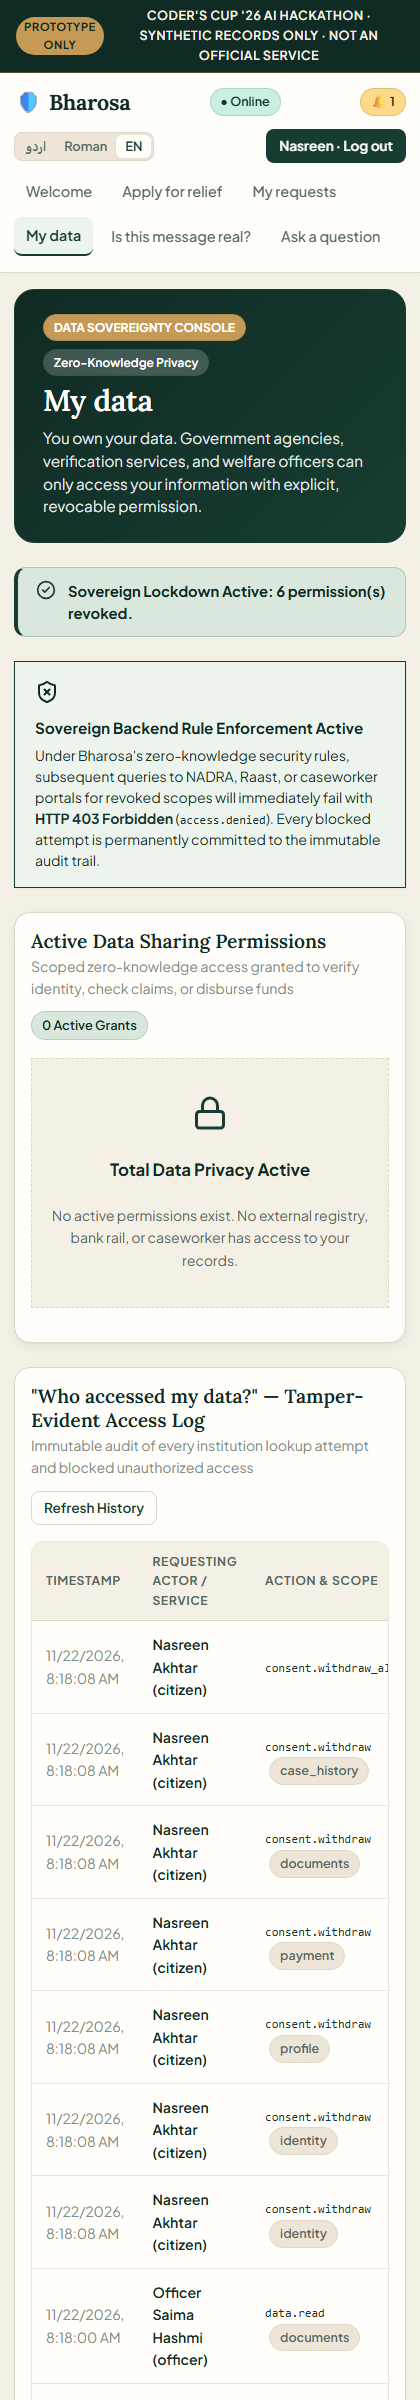 PROTOTYPE ONLY
CODER'S CUP '26 AI HACKATHON ·
SYNTHETIC RECORDS ONLY · NOT AN
OFFICIAL SERVICE
Bharosa
● Online
1
اردو
Roman
EN
Nasreen · Log out
Welcome
Apply for relief
My requests
My data
Is this message real?
Ask a question
DATA SOVEREIGNTY CONSOLE
Zero-Knowledge Privacy
My data
You own your data. Government agencies,
verification services, and welfare officers can
only access your information with explicit,
revocable permission.
Sovereign Lockdown Active: 6 permission(s)
revoked.
Sovereign Backend Rule Enforcement Active
Under Bharosa's zero-knowledge security rules,
subsequent queries to NADRA, Raast, or caseworker
portals for revoked scopes will immediately fail with
HTTP 403 Forbidden (access.denied). Every blocked
attempt is permanently committed to the immutable
audit trail.
Active Data Sharing Permissions
Scoped zero-knowledge access granted to verify
identity, check claims, or disburse funds
0 Active Grants
Total Data Privacy Active
No active permissions exist. No external registry,
bank rail, or caseworker has access to your
records.
"Who accessed my data?" — Tamper-
Evident Access Log
Immutable audit of every institution lookup attempt
and blocked unauthorized access
Refresh History
TIMESTAMP
REQUESTING
ACTOR /
SERVICE
ACTION & SCOPE
11/22/2026,
8:18:08 AM
Nasreen
Akhtar
(citizen)
consent.withdraw_al
11/22/2026,
8:18:08 AM
Nasreen
Akhtar
(citizen)
consent.withdraw
case_history
11/22/2026,
8:18:08 AM
Nasreen
Akhtar
(citizen)
consent.withdraw
documents
11/22/2026,
8:18:08 AM
Nasreen
Akhtar
(citizen)
consent.withdraw
payment
11/22/2026,
8:18:08 AM
Nasreen
Akhtar
(citizen)
consent.withdraw
profile
11/22/2026,
8:18:08 AM
Nasreen
Akhtar
(citizen)
consent.withdraw
identity
11/22/2026,
8:18:08 AM
Nasreen
Akhtar
(citizen)
consent.withdraw
identity
11/22/2026,
8:18:00 AM
Officer
Saima
Hashmi
(officer)
data.read
documents